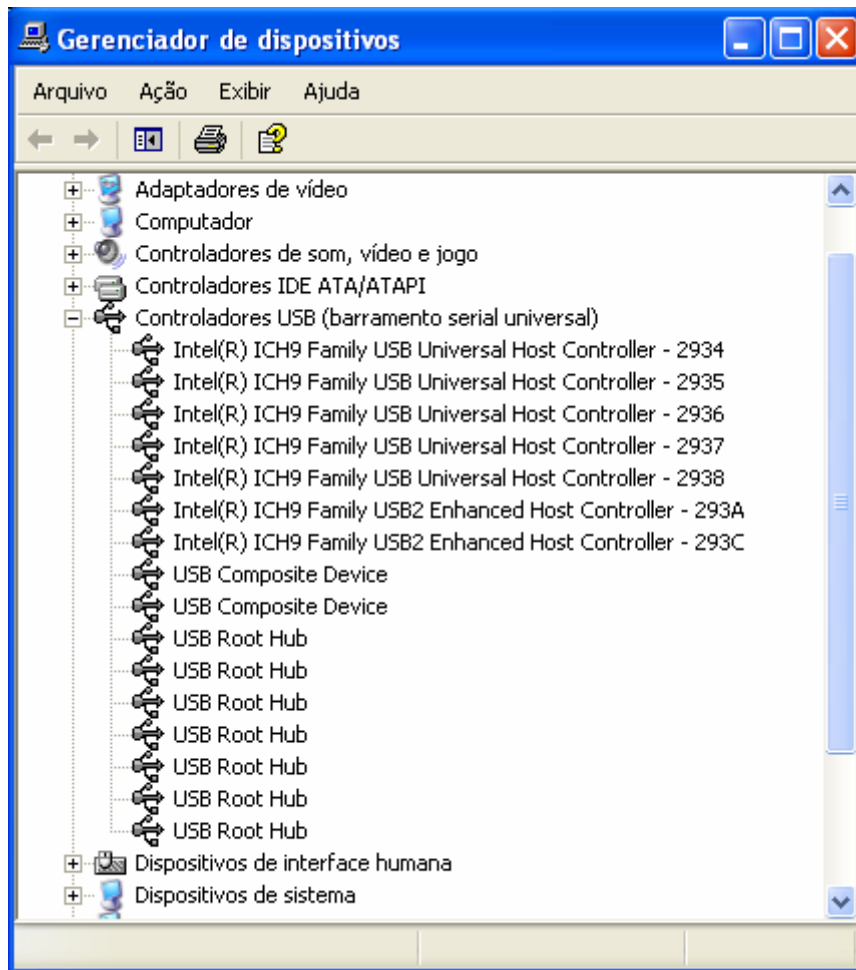 Gerenciador de dispositivos
Arquivo Ação Exibir Ajuda
Adaptadores de vídeo
Computador
Controladores de som, vídeo e jogo
Controladores IDE ATA/ATAPI
Controladores USB (barramento serial universal)
Intel(R) ICH9 Family USB Universal Host Controller - 2934
Intel(R) ICH9 Family USB Universal Host Controller - 2935
Intel(R) ICH9 Family USB Universal Host Controller - 2936
Intel(R) ICH9 Family USB Universal Host Controller - 2937
Intel(R) ICH9 Family USB Universal Host Controller - 2938
Intel(R) ICH9 Family USB2 Enhanced Host Controller - 293A
Intel(R) ICH9 Family USB2 Enhanced Host Controller - 293C
USB Composite Device
USB Composite Device
USB Root Hub
USB Root Hub
USB Root Hub
USB Root Hub
USB Root Hub
USB Root Hub
USB Root Hub
Dispositivos de interface humana
Dispositivos de sistema